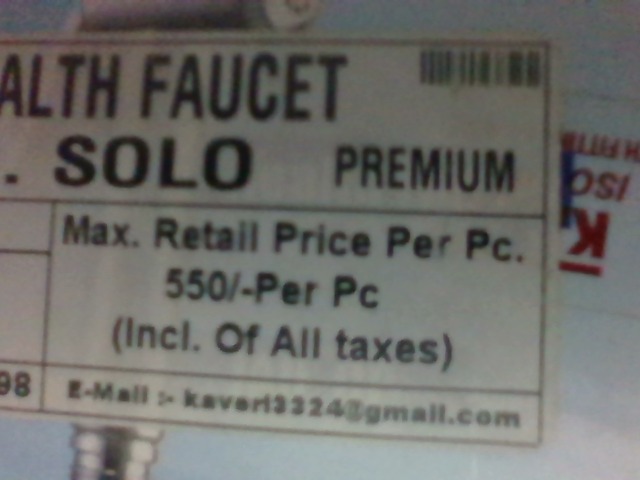 ALTH FAUCET
. SOLO PREMIUM
Max. Retail Price Per Pc.
550/-Per Pc
(Incl. Of All taxes)
98
E-Mail :- kaveri3324@gmail.com
ISO
K